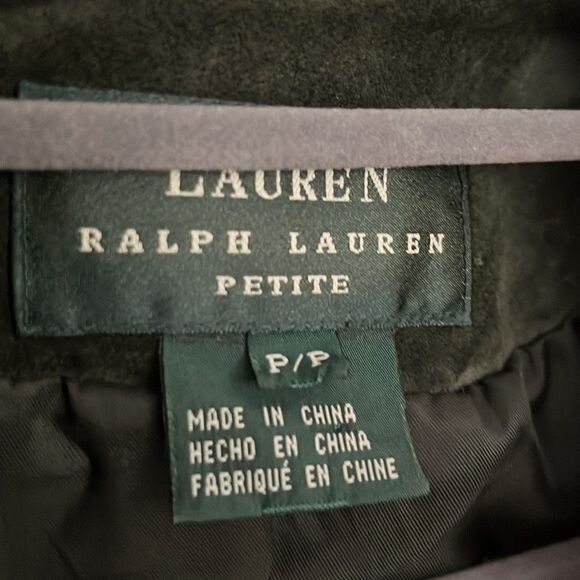 LAUREN
RALPH LAUREN
PETITE
P/P
MADE IN CHINA
HECHO EN CHINA
FABRIQUÉ EN CHINE